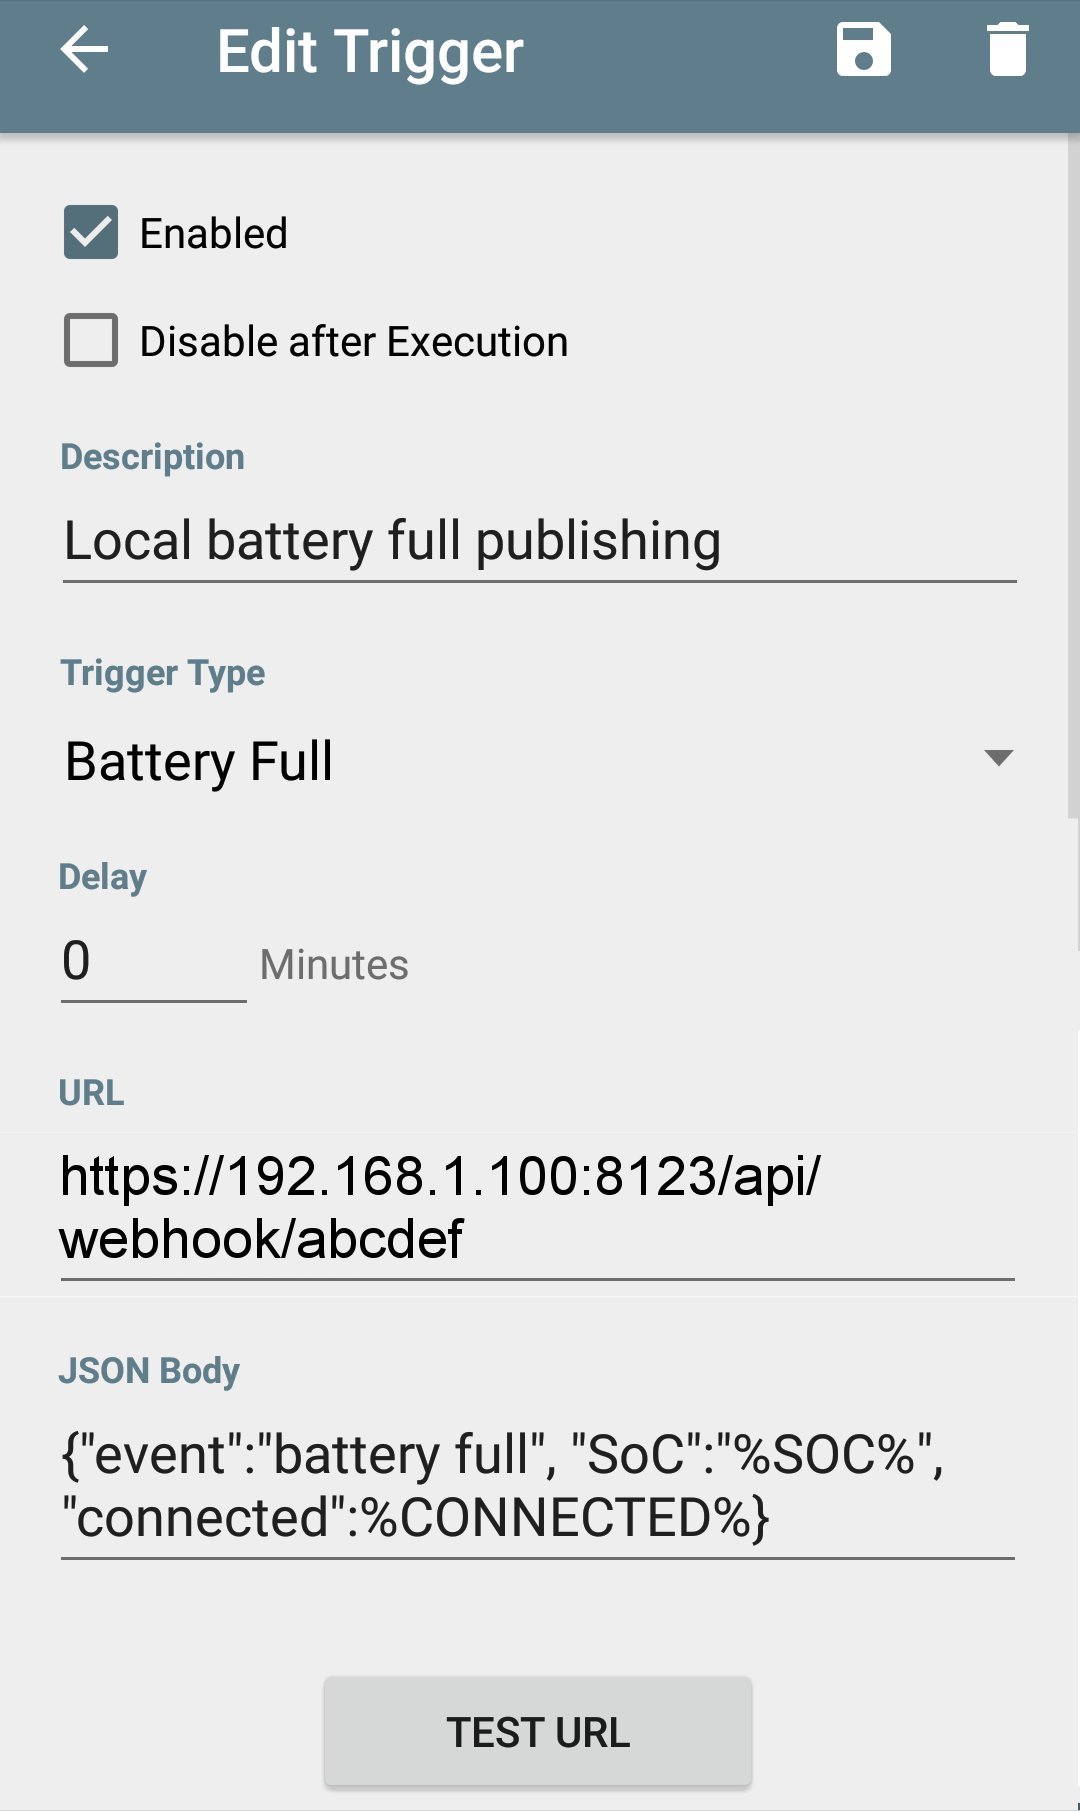 Edit Trigger
Enabled
Disable after Execution
Description
Local battery full publishing
Trigger Type
Battery Full
Delay
0 Minutes
URL
https://192.168.1.100:8123/api/
webhook/abcdef
JSON Body
{"event":"battery full", "SoC":"%SOC%",
"connected":%CONNECTED%}
TEST URL